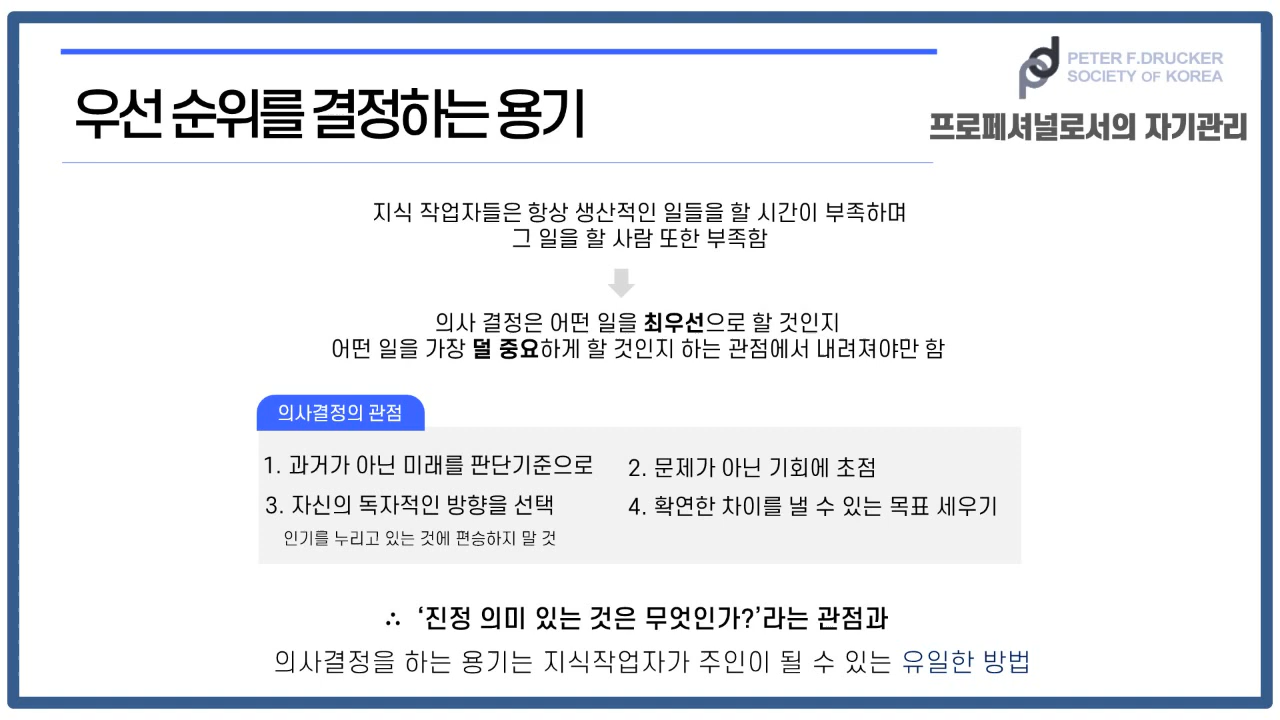 우선 순위를 결정하는 용기
PETER F.DRUCKER
SOCIETY OF KOREA
프로페셔널로서의 자기관리
지식 작업자들은 항상 생산적인 일들을 할 시간이 부족하며
그 일을 할 사람 또한 부족함
의사 결정은 어떤 일을 최우선으로 할 것인지
어떤 일을 가장 덜 중요하게 할 것인지 하는 관점에서 내려져야만 함
의사결정의 관점
1. 과거가 아닌 미래를 판단기준으로
2. 문제가 아닌 기회에 초점
3. 자신의 독자적인 방향을 선택
인기를 누리고 있는 것에 편승하지 말 것
4. 확연한 차이를 낼 수 있는 목표 세우기
∴ ‘진정 의미 있는 것은 무엇인가?’라는 관점과
의사결정을 하는 용기는 지식작업자가 주인이 될 수 있는 유일한 방법